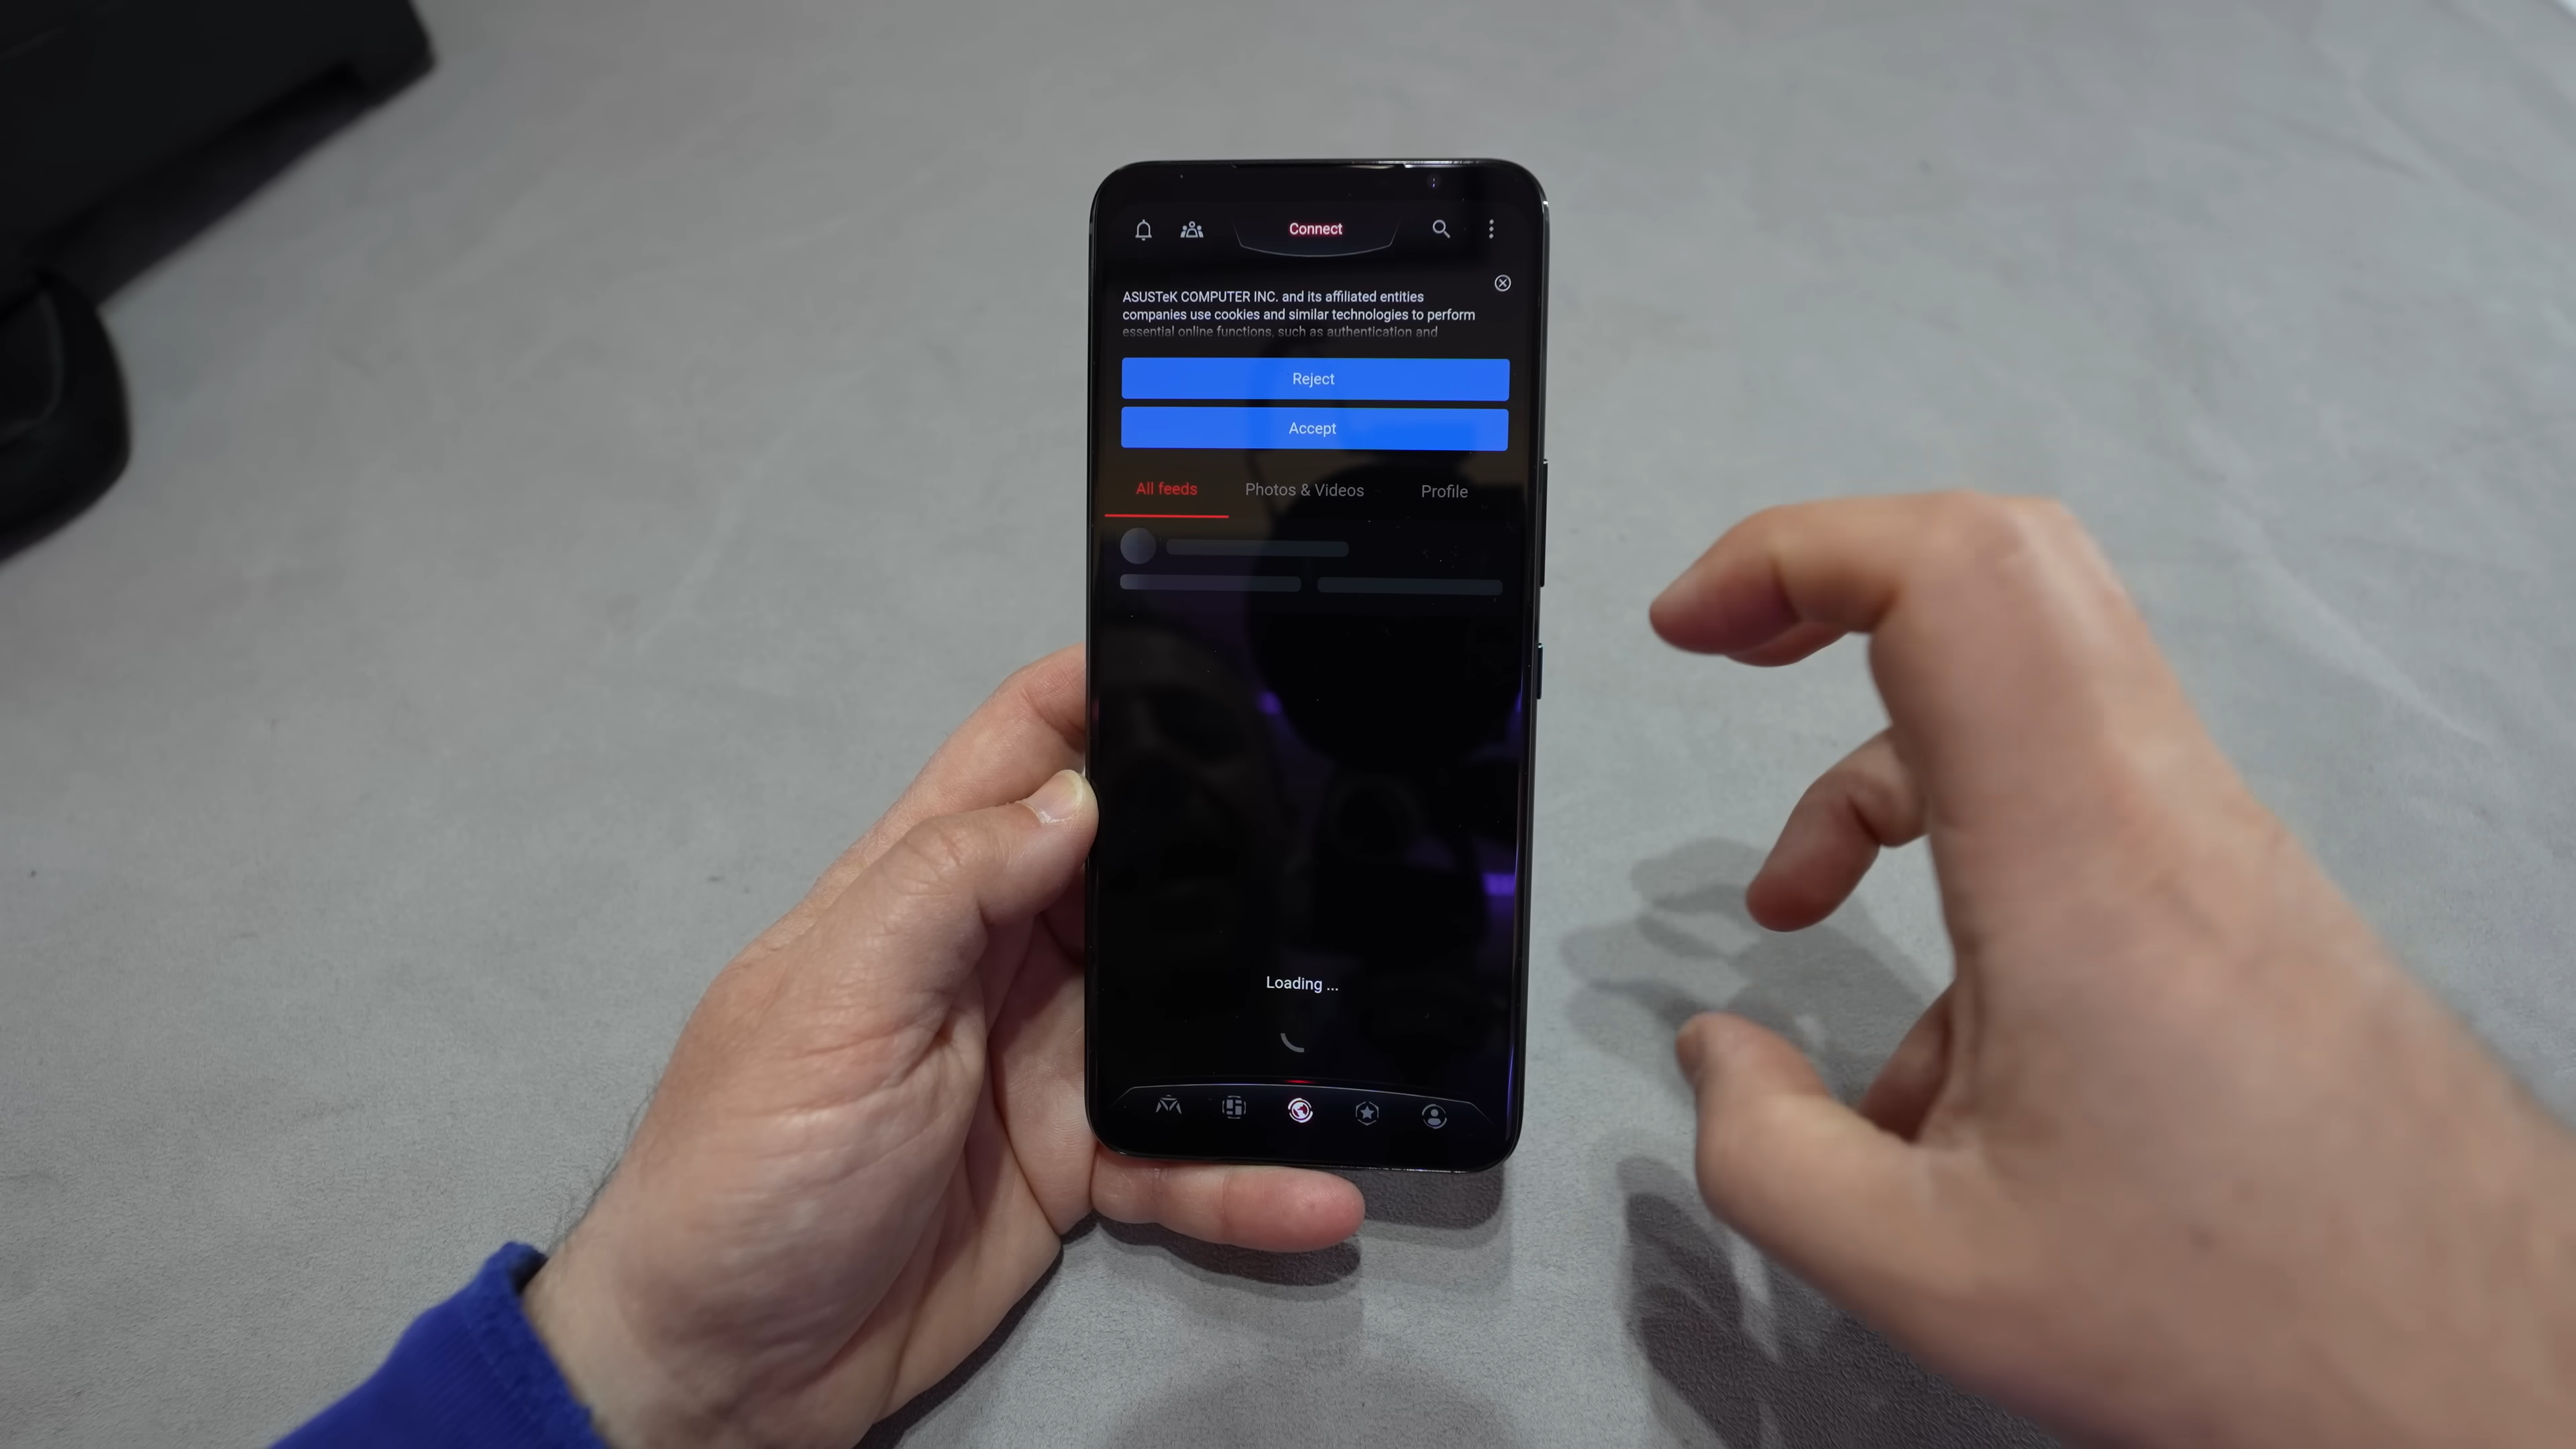 Connect
ASUSTeK COMPUTER INC. and its affiliated entities
companies use cookies and similar technologies to perform
essential online functions, such as authentication and
Reject
Accept
All feeds Photos & Videos Profile
Loading ...